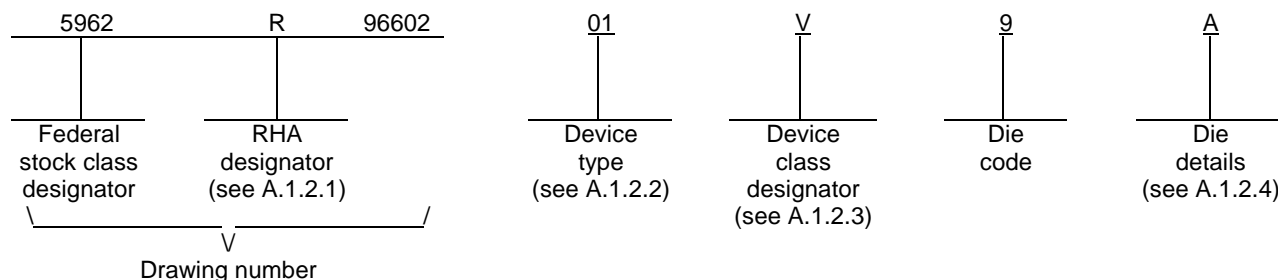 5962 R 96602 01 V 9 A
Federal stock class designator
RHA designator (see A.1.2.1)
Device type (see A.1.2.2)
Device class designator (see A.1.2.3)
Die code
Die details (see A.1.2.4)
Drawing number